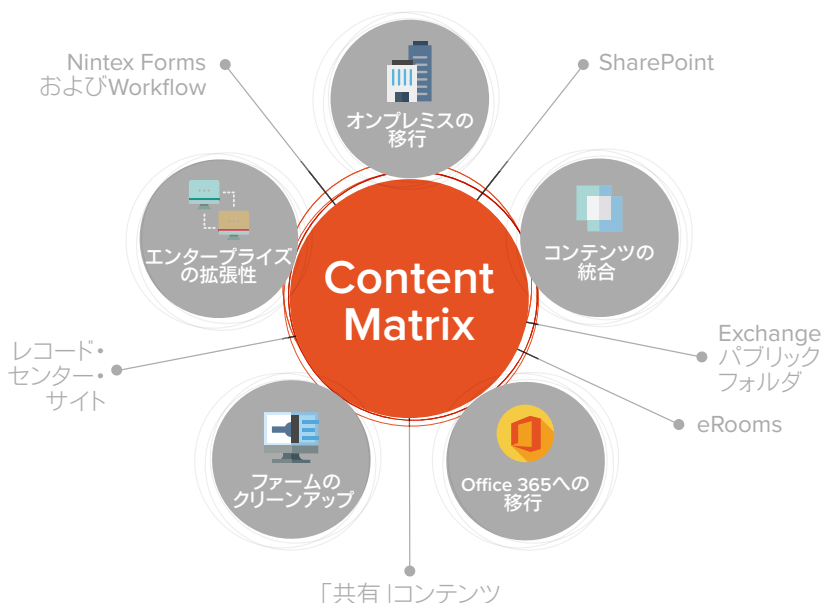 Nintex Forms
およびWorkflow
SharePoint
オンプレミスの
移行
エンタープライズ
の拡張性
コンテンツの
統合
Content
Matrix
レコード・
センター・
サイト
Exchange
パブリック
フォルダ
eRooms
ファームの
クリーンアップ
Office 365への
移行
「共有」コンテンツ